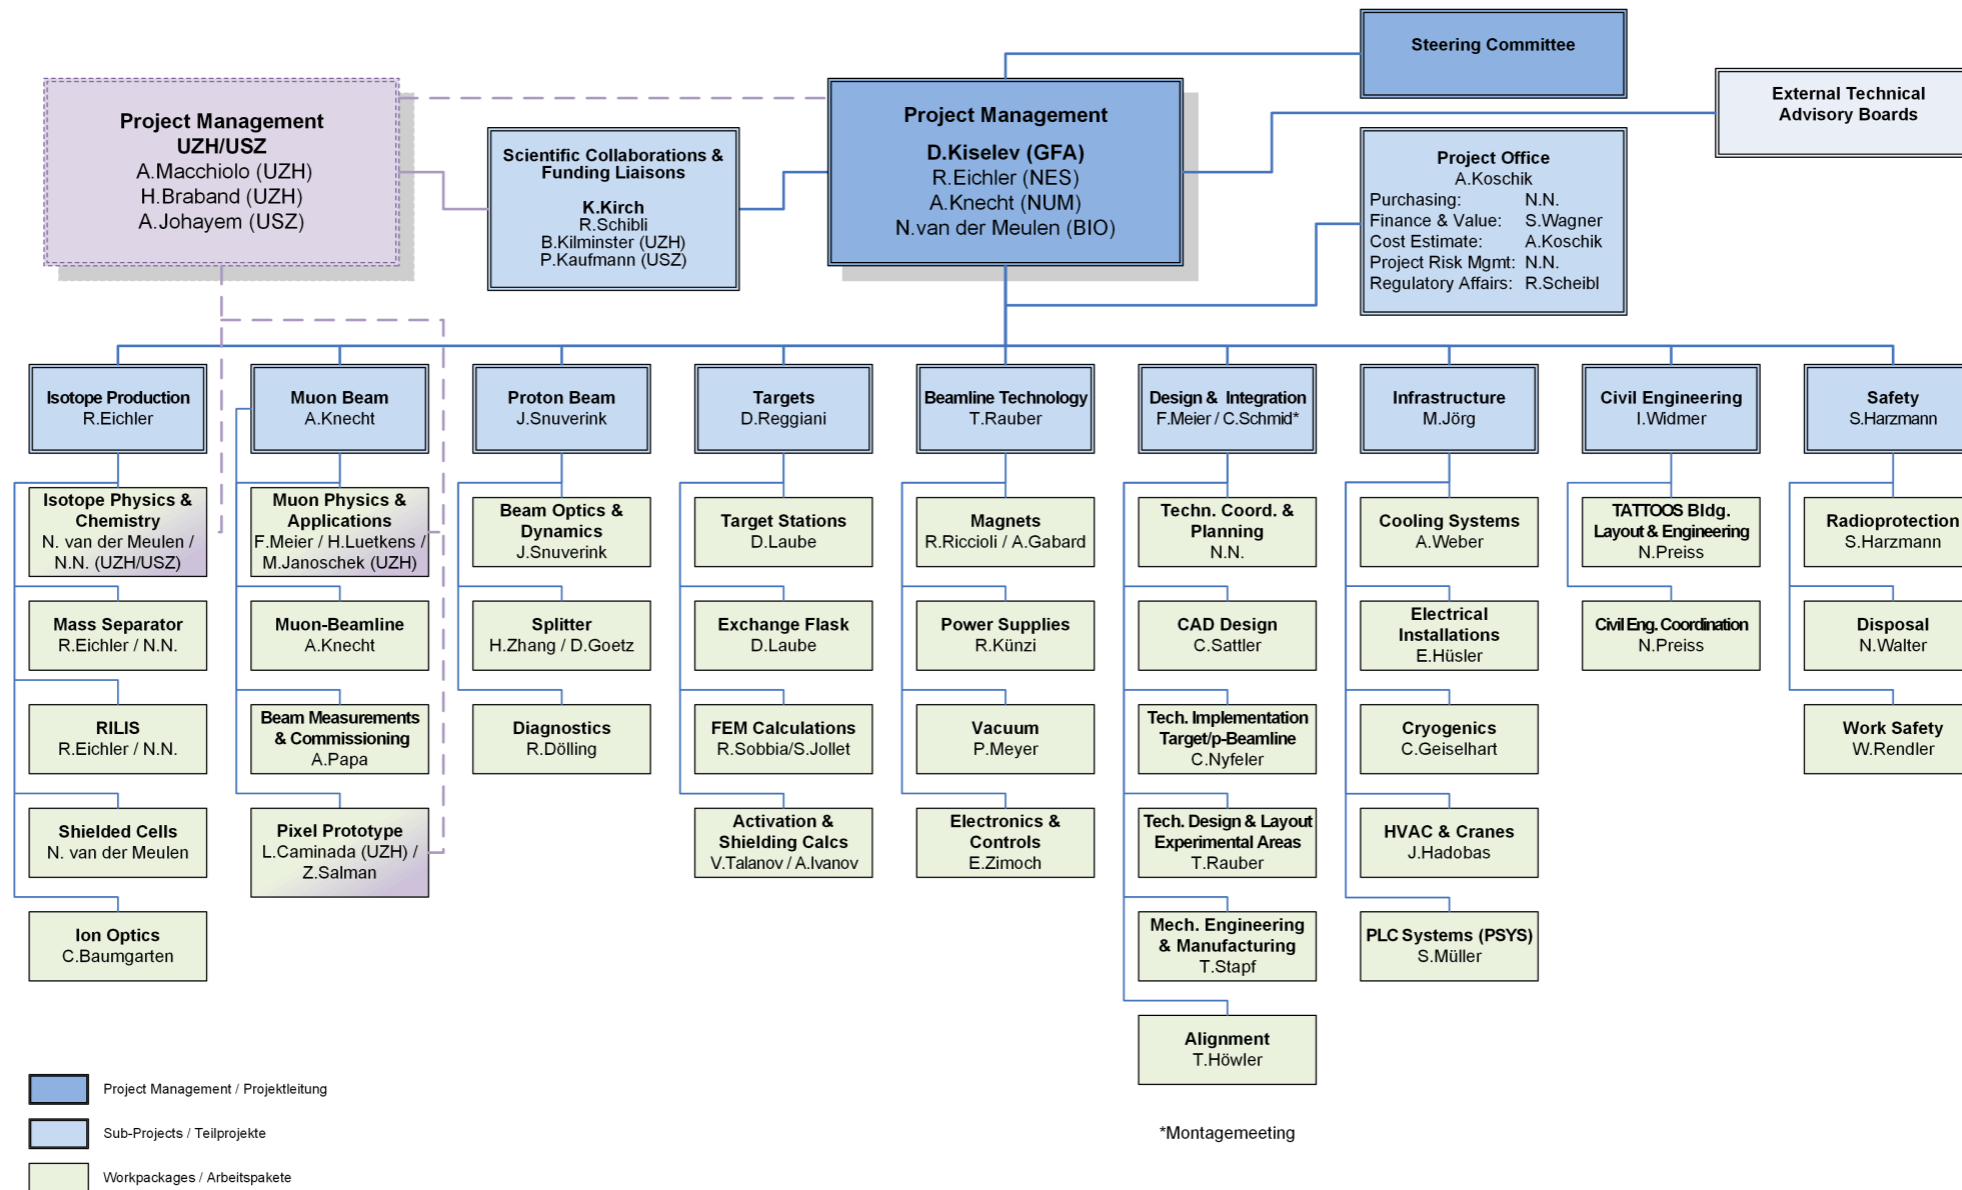 Steering Committee
External Technical
Advisory Boards
Project Management
UZH/USZ
A.Macchiolo (UZH)
H.Braband (UZH)
A.Johayem (USZ)
Scientific Collaborations &
Funding Liaisons
K.Kirch
R.Schibli
B.Kilminster (UZH)
P.Kaufmann (USZ)
Project Management
D.Kiselev (GFA)
R.Eichler (NES)
A.Knecht (NUM)
N.van der Meulen (BIO)
Project Office
A.Koschik
Purchasing: N.N.
Finance & Value: S.Wagner
Cost Estimate: A.Koschik
Project Risk Mgmt: N.N.
Regulatory Affairs: R.Scheibl
Isotope Production
R.Eichler
Muon Beam
A.Knecht
Proton Beam
J.Snuverink
Targets
D.Reggiani
Beamline Technology
T.Rauber
Design & Integration
F.Meier / C.Schmid*
Infrastructure
M.Jörg
Civil Engineering
I.Widmer
Safety
S.Harzmann
Isotope Physics &
Chemistry
N. van der Meulen /
N.N. (UZH/USZ)
Muon Physics &
Applications
F.Meier / H.Luetkens /
M.Janoschek (UZH)
Beam Optics &
Dynamics
J.Snuverink
Target Stations
D.Laube
Magnets
R.Riccioli / A.Gabard
Techn. Coord. &
Planning
N.N.
Cooling Systems
A.Weber
TATTOOS Bldg.
Layout & Engineering
N.Preiss
Radioprotection
S.Harzmann
Mass Separator
R.Eichler / N.N.
Muon-Beamline
A.Knecht
Splitter
H.Zhang / D.Goetz
Exchange Flask
D.Laube
Power Supplies
R.Künzi
CAD Design
C.Sattler
Electrical
Installations
E.Hüsler
Civil Eng. Coordination
N.Preiss
Disposal
N.Walter
RILIS
R.Eichler / N.N.
Beam Measurements
& Commissioning
A.Papa
Diagnostics
R.Dölling
FEM Calculations
R.Sobbia/S.Jollet
Vacuum
P.Meyer
Tech. Implementation
Target/p-Beamline
C.Nyfeler
Cryogenics
C.Geiselhart
Work Safety
W.Rendler
Shielded Cells
N. van der Meulen
Pixel Prototype
L.Caminada (UZH) /
Z.Salman
Activation &
Shielding Calcs
V.Talanov / A.Ivanov
Electronics &
Controls
E.Zimoch
Tech. Design & Layout
Experimental Areas
T.Rauber
HVAC & Cranes
J.Hadobas
Ion Optics
C.Baumgarten
Mech. Engineering
& Manufacturing
T.Stapf
PLC Systems (PSYS)
S.Müller
Alignment
T.Höwler
Project Management / Projektleitung
Sub-Projects / Teilprojekte
*Montagemeeting
Workpackages / Arbeitspakete